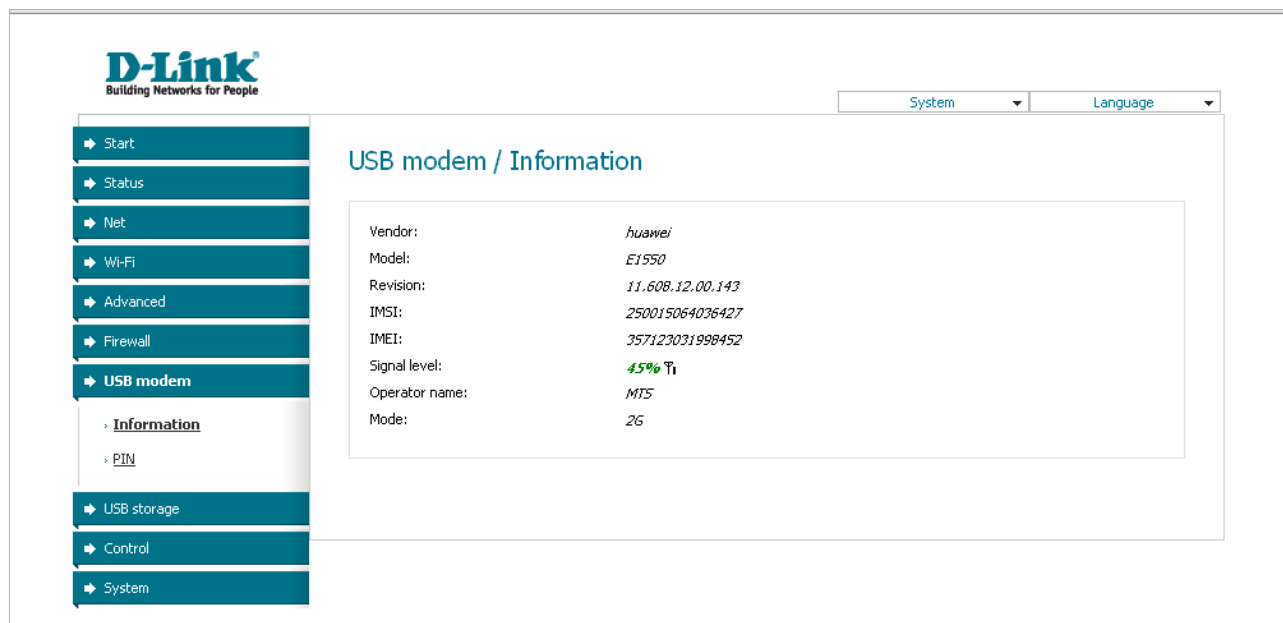 D-Link
Building Networks for People
System
Language
Start
Status
Net
Wi-Fi
Advanced
Firewall
USB modem
Information
PIN
USB storage
Control
System
USB modem / Information
Vendor: huawei
Model: E1550
Revision: 11.608.12.00.143
IMSI: 250015064036427
IMEI: 357123031998452
Signal level: 45%
Operator name: MTS
Mode: 2G